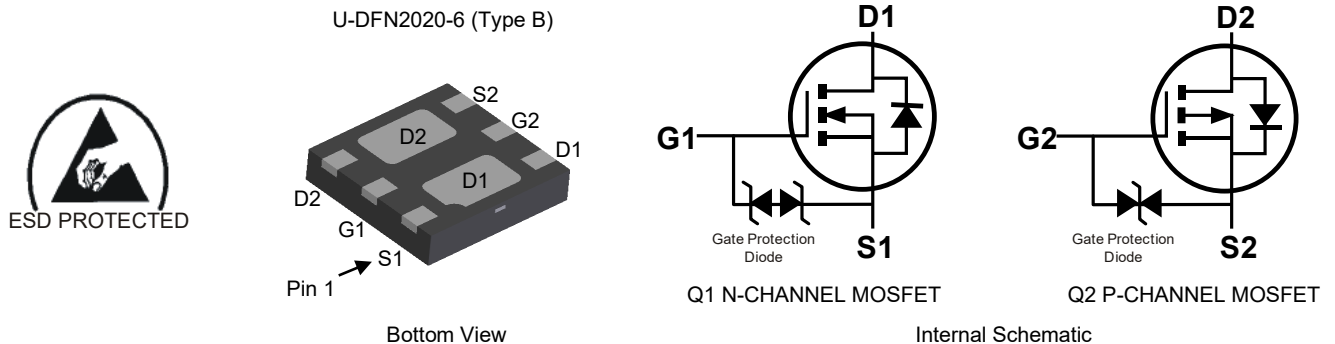 U-DFN2020-6 (Type B)
ESD PROTECTED
S2
G2
D1
D2
D1
D2
G1
S1
Pin 1
Bottom View
D1
G1
Gate Protection
Diode
S1
Q1 N-CHANNEL MOSFET
D2
G2
Gate Protection
Diode
S2
Q2 P-CHANNEL MOSFET
Internal Schematic